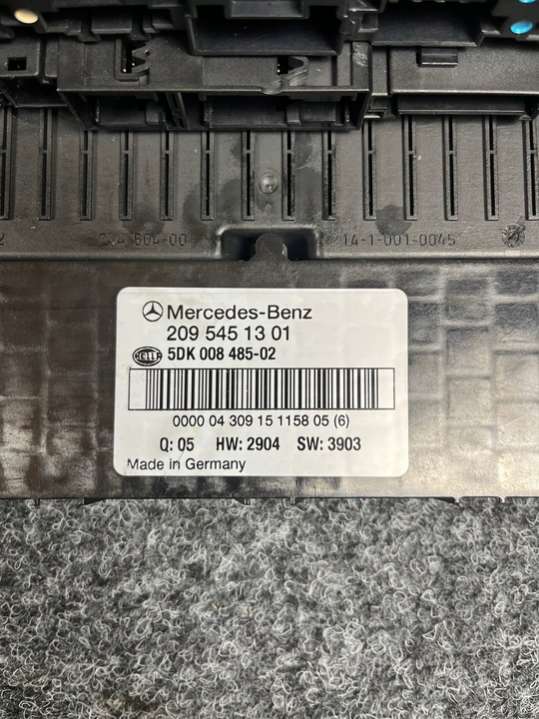 14-1-001-0045
Mercedes-Benz
209 545 13 01
HELLA 5DK 008 485-02
0000 04 309 15 1158 05 (6)
Q: 05 HW: 2904 SW: 3903
Made in Germany